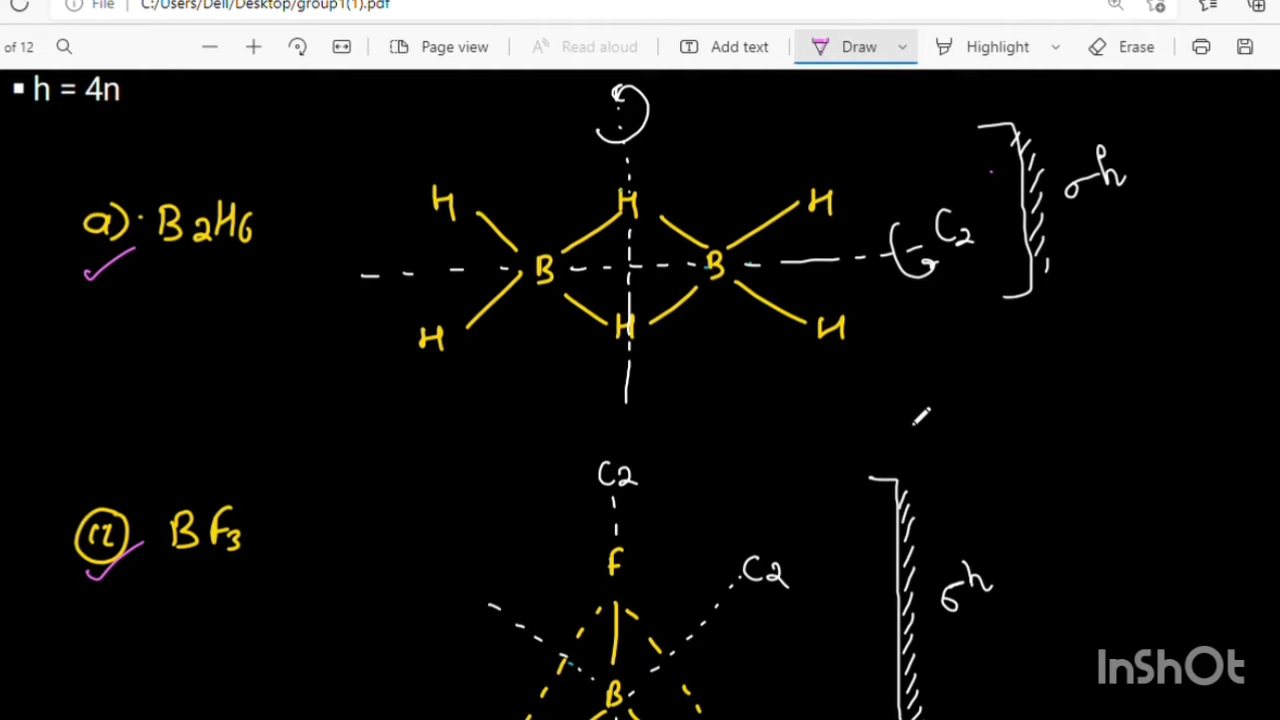 File C:/Users/Dell/Desktop/group1(1).pdf
of 12 Page view Read aloud Add text Draw Highlight Erase
▪ h = 4n
H H H
a). B2H6 B B C2 σh
H H H
C2
BF3 F C2 σh
B
InShOt